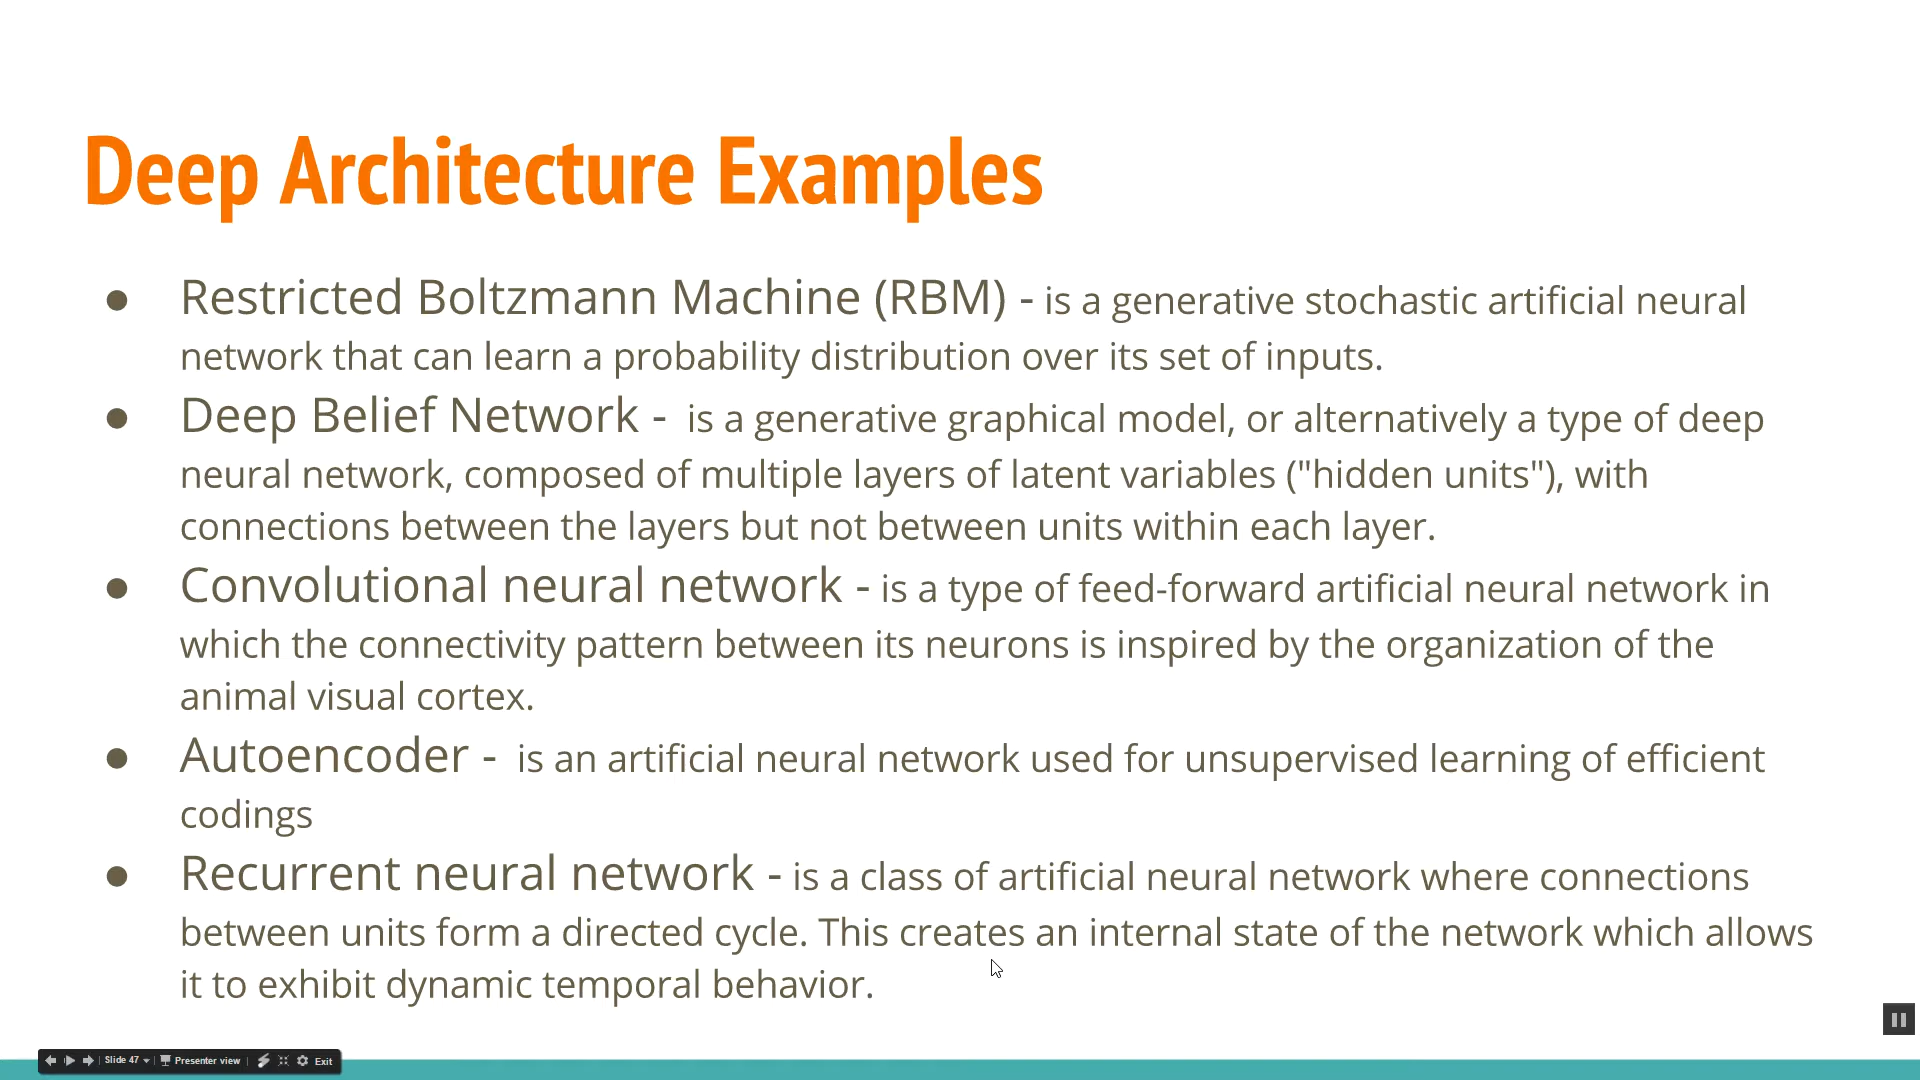 Deep Architecture Examples
● Restricted Boltzmann Machine (RBM) - is a generative stochastic artificial neural
network that can learn a probability distribution over its set of inputs.
● Deep Belief Network -  is a generative graphical model, or alternatively a type of deep
neural network, composed of multiple layers of latent variables ("hidden units"), with
connections between the layers but not between units within each layer.
● Convolutional neural network - is a type of feed-forward artificial neural network in
which the connectivity pattern between its neurons is inspired by the organization of the
animal visual cortex.
● Autoencoder -  is an artificial neural network used for unsupervised learning of efficient
codings
● Recurrent neural network - is a class of artificial neural network where connections
between units form a directed cycle. This creates an internal state of the network which allows
it to exhibit dynamic temporal behavior.
Slide 47 Presenter view Exit